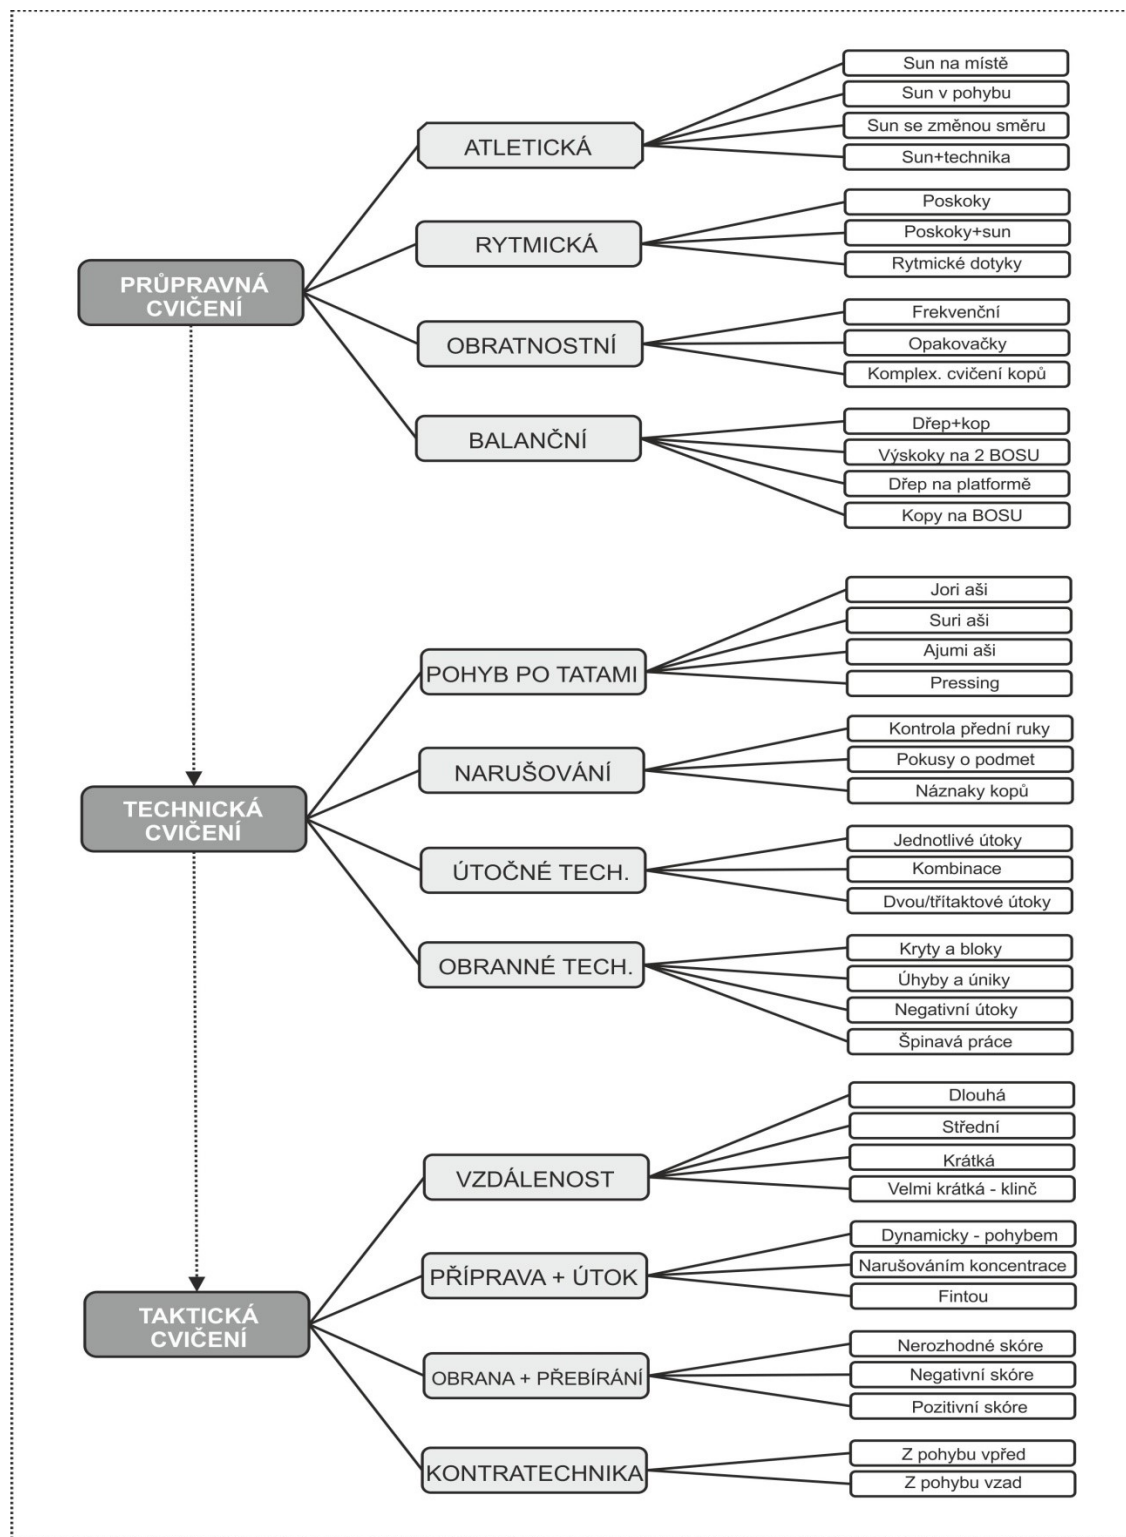 PRŮPRAVNÁ
CVIČENÍ
ATLETICKÁ
Sun na místě
Sun v pohybu
Sun se změnou směru
Sun+technika
RYTMICKÁ
Poskoky
Poskoky+sun
Rytmické dotyky
OBRATNOSTNÍ
Frekvenční
Opakovačky
Komplex. cvičení kopů
BALANČNÍ
Dřep+kop
Výskoky na 2 BOSU
Dřep na platformě
Kopy na BOSU
TECHNICKÁ
CVIČENÍ
POHYB PO TATAMI
Jori aši
Suri aši
Ajumi aši
Pressing
NARUŠOVÁNÍ
Kontrola přední ruky
Pokusy o podmet
Náznaky kopů
ÚTOČNÉ TECH.
Jednotlivé útoky
Kombinace
Dvou/třítaktové útoky
OBRANNÉ TECH.
Kryty a bloky
Úhyby a úniky
Negativní útoky
Špinavá práce
TAKTICKÁ
CVIČENÍ
VZDÁLENOST
Dlouhá
Střední
Krátká
Velmi krátká - klinč
PŘÍPRAVA + ÚTOK
Dynamicky - pohybem
Narušováním koncentrace
Fintou
OBRANA + PŘEBÍRÁNÍ
Nerozhodné skóre
Negativní skóre
Pozitivní skóre
KONTRATECHNIKA
Z pohybu vpřed
Z pohybu vzad